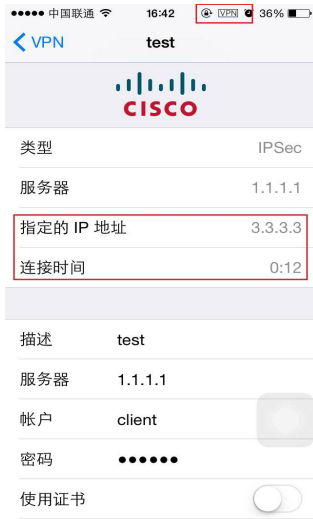 中国联通 16:42 VPN 36%
VPN test
CISCO
类型 IPSec
服务器 1.1.1.1
指定的 IP 地址 3.3.3.3
连接时间 0:12
描述 test
服务器 1.1.1.1
帐户 client
密码 ●●●●●●
使用证书